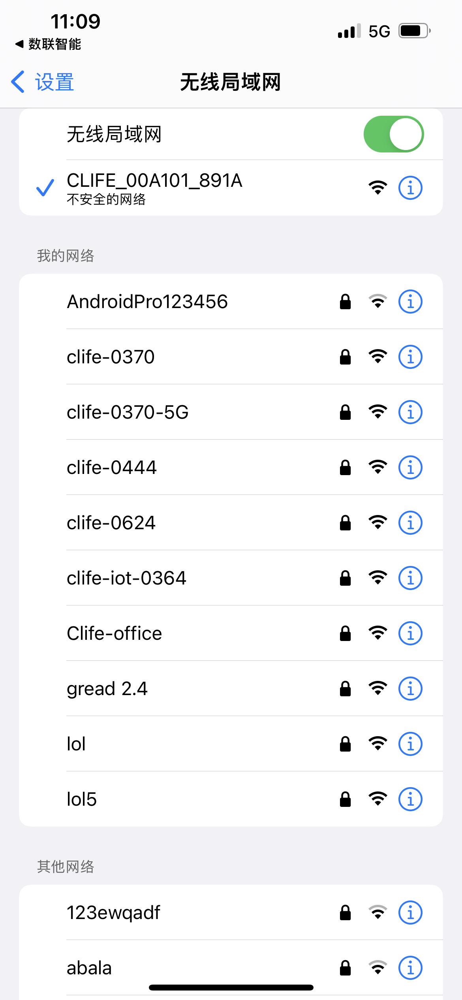 11:09
5G
数联智能
设置
无线局域网
无线局域网
CLIFE_00A101_891A
不安全的网络
我的网络
AndroidPro123456
clife-0370
clife-0370-5G
clife-0444
clife-0624
clife-iot-0364
Clife-office
gread 2.4
lol
lol5
其他网络
123ewqadf
abala